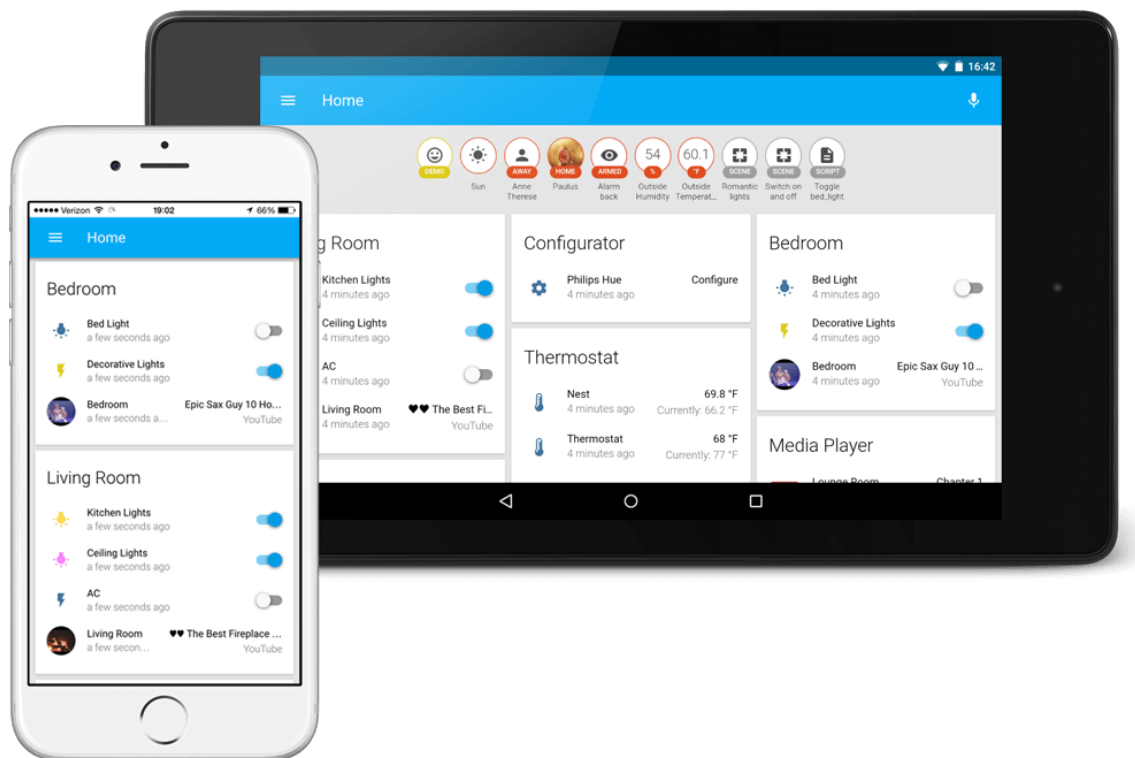 16:42
Home
DEMO
Sun
AWAY
Anne
Therese
HOME
Paulus
ARMED
Alarm
back
54
%
Outside
Humidity
60.1
°F
Outside
Temperat...
SCENE
Romantic
lights
SCENE
Switch on
and off
SCRIPT
Toggle
bed_light
g Room
Kitchen Lights
4 minutes ago
Ceiling Lights
4 minutes ago
AC
4 minutes ago
Living Room ♥♥ The Best Fi...
4 minutes ago YouTube
Configurator
Philips Hue Configure
4 minutes ago
Thermostat
Nest 69.8 °F
4 minutes ago Currently: 66.2 °F
Thermostat 68 °F
4 minutes ago Currently: 77 °F
Bedroom
Bed Light
4 minutes ago
Decorative Lights
4 minutes ago
Bedroom Epic Sax Guy 10 ...
4 minutes ago YouTube
Media Player
Lounge Room Chapter 1
Verizon 19:02 66%
Home
Bedroom
Bed Light
a few seconds ago
Decorative Lights
a few seconds ago
Bedroom Epic Sax Guy 10 Ho...
a few seconds a... YouTube
Living Room
Kitchen Lights
a few seconds ago
Ceiling Lights
a few seconds ago
AC
a few seconds ago
Living Room ♥♥ The Best Fireplace ...
a few secon... YouTube